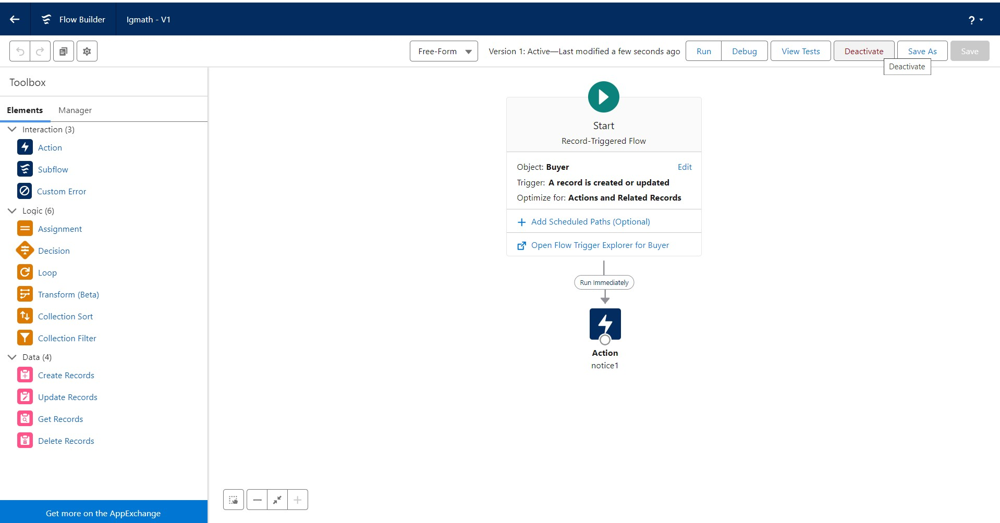 Flow Builder
Igmath - V1
?
Free-Form
Version 1: Active—Last modified a few seconds ago
Run
Debug
View Tests
Deactivate
Save As
Save
Deactivate
Toolbox
Elements
Manager
Interaction (3)
Action
Subflow
Custom Error
Logic (6)
Assignment
Decision
Loop
Transform (Beta)
Collection Sort
Collection Filter
Data (4)
Create Records
Update Records
Get Records
Delete Records
Get more on the AppExchange
Start
Record-Triggered Flow
Object: Buyer
Edit
Trigger: A record is created or updated
Optimize for: Actions and Related Records
Add Scheduled Paths (Optional)
Open Flow Trigger Explorer for Buyer
Run Immediately
Action
notice1